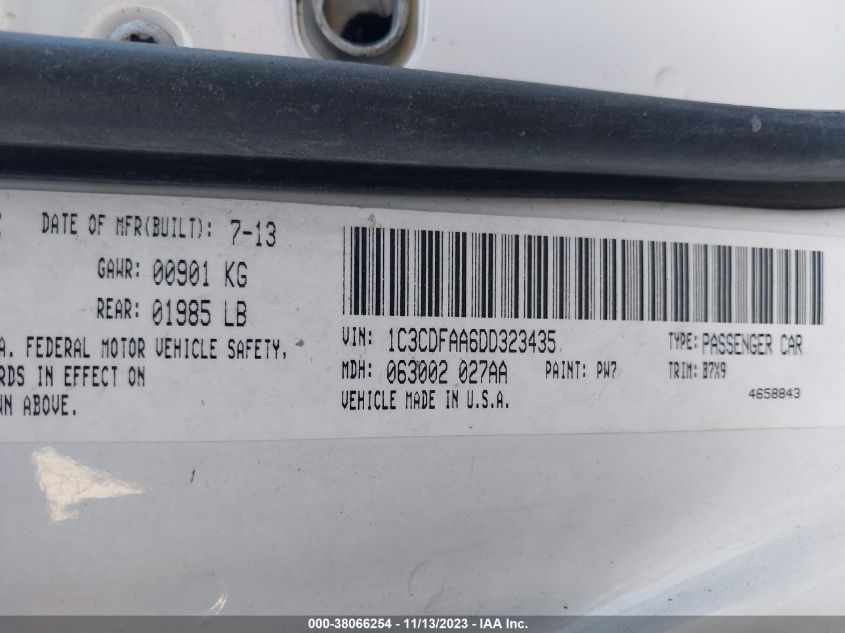 DATE OF MFR(BUILT): 7-13
GAWR: 00901 KG
REAR: 01985 LB
A. FEDERAL MOTOR VEHICLE SAFETY,
RDS IN EFFECT ON
WN ABOVE.
VIN: 1C3CDFAA6DD323435 TYPE: PASSENGER CAR
MDH: 063002 027AA PAINT: PW7 TRIM: B7X9
VEHICLE MADE IN U.S.A. 4658843
000-38066254 - 11/13/2023 - IAA Inc.